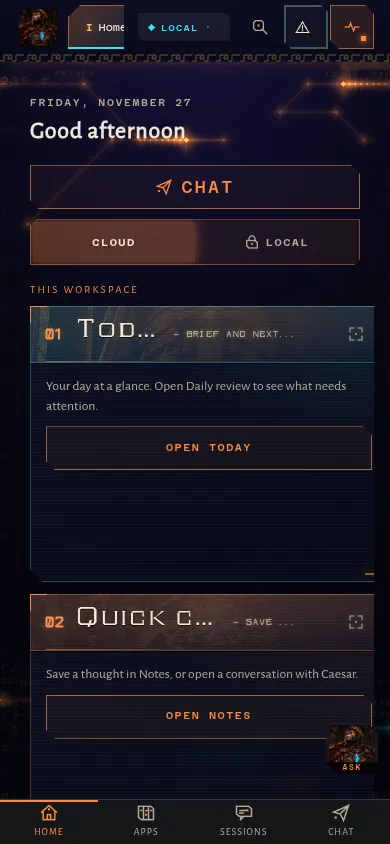 I Home
LOCAL
FRIDAY, NOVEMBER 27
Good afternoon
CHAT
CLOUD
LOCAL
THIS WORKSPACE
01 Tod... – BRIEF AND NEXT...
Your day at a glance. Open Daily review to see what needs
attention.
OPEN TODAY
02 Quick c... – SAVE ...
Save a thought in Notes, or open a conversation with Caesar.
OPEN NOTES
ASK
HOME
APPS
SESSIONS
CHAT